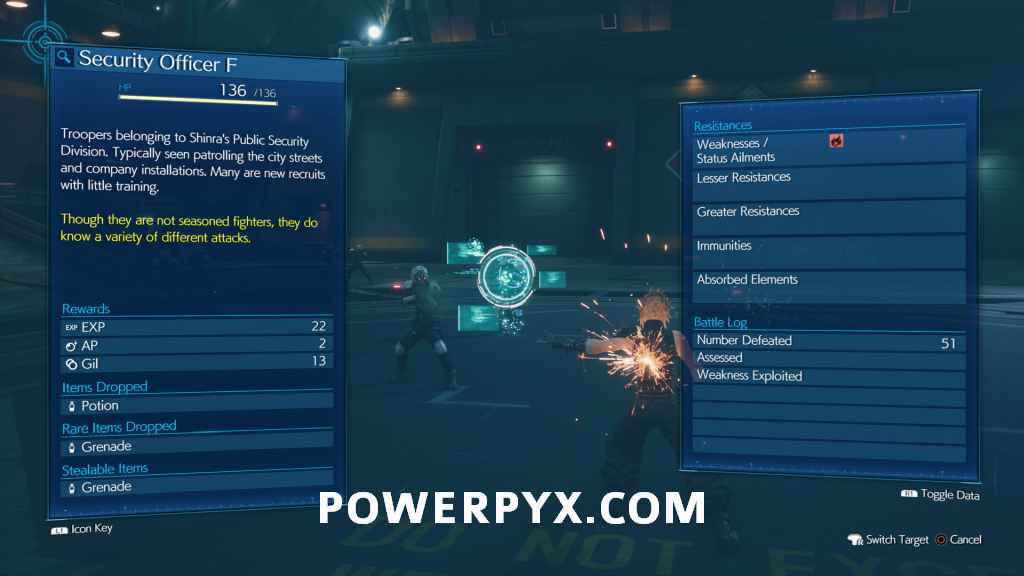 Security Officer F
HP 136 /136
Troopers belonging to Shinra's Public Security
Division. Typically seen patrolling the city streets
and company installations. Many are new recruits
with little training.
Though they are not seasoned fighters, they do
know a variety of different attacks.
Rewards
EXP EXP 22
AP 2
Gil 13
Items Dropped
Potion
Rare Items Dropped
Grenade
Stealable Items
Grenade
L1 Icon Key
Resistances
Weaknesses /
Status Ailments
Lesser Resistances
Greater Resistances
Immunities
Absorbed Elements
Battle Log
Number Defeated 51
Assessed
Weakness Exploited
R1 Toggle Data
Switch Target Cancel
POWERPYX.COM
DO NOT